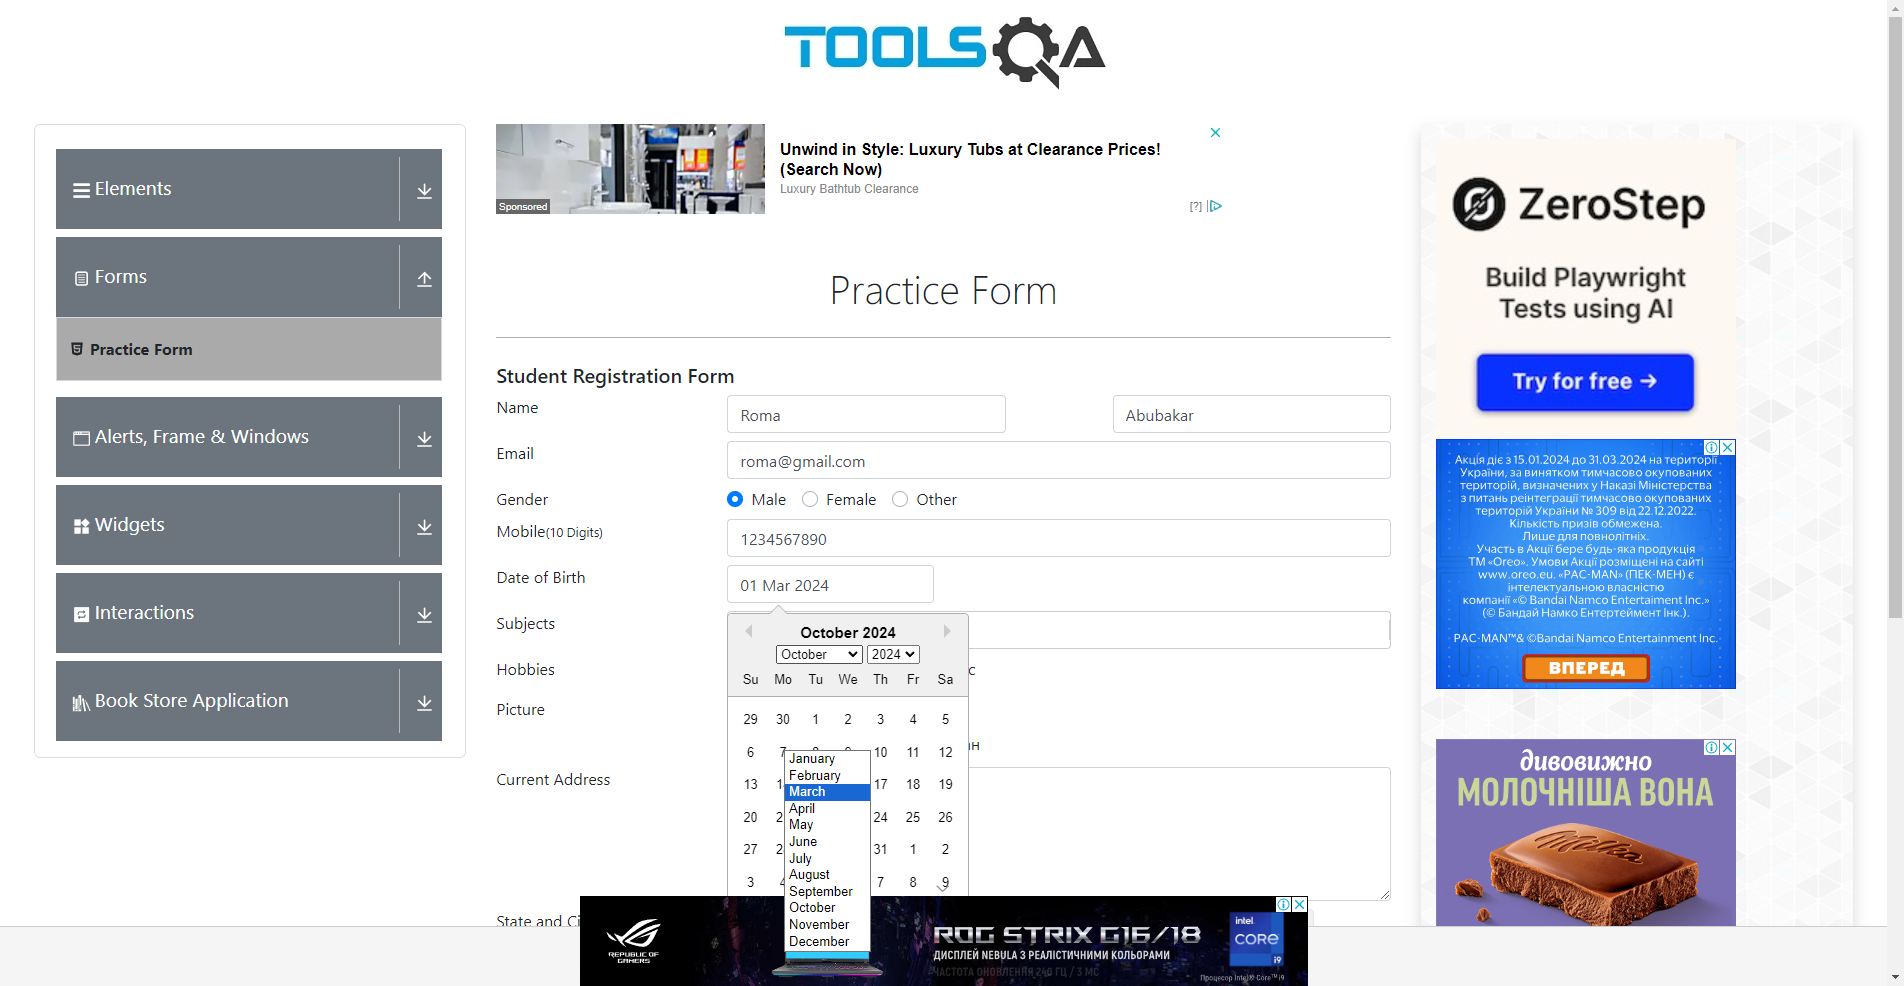 TOOLSQA
Elements
Forms
Practice Form
Alerts, Frame & Windows
Widgets
Interactions
Book Store Application
Sponsored
Unwind in Style: Luxury Tubs at Clearance Prices!
(Search Now)
Luxury Bathtub Clearance
[?]
Practice Form
Student Registration Form
Name
Roma
Abubakar
Email
roma@gmail.com
Gender
Male
Female
Other
Mobile(10 Digits)
1234567890
Date of Birth
01 Mar 2024
Subjects
Hobbies
Picture
Current Address
State and Ci
October 2024
October
2024
Su Mo Tu We Th Fr Sa
29 30 1 2 3 4 5
6 7 8 9 10 11 12
13 1 17 18 19
20 2 24 25 26
27 2 31 1 2
3 4 7 8 9
с
ин
January
February
March
April
May
June
July
August
September
October
November
December
REPUBLIC OF
GAMERS
ROG STRIX G16/18
ДИСПЛЕЙ NEBULA З РЕАЛІСТИЧНИМИ КОЛЬОРАМИ
ЧАСТОТА ОНОВЛЕННЯ 240 ГЦ / 3 МС
intel.
CORE
i9
Процесор Intel® Core™ i9
ZeroStep
Build Playwright
Tests using AI
Try for free →
Акція діє з 15.01.2024 до 31.03.2024 на території
України, за винятком тимчасово окупованих
територій, визначених у Наказі Міністерства
з питань реінтеграції тимчасово окупованих
територій України № 309 від 22.12.2022.
Кількість призів обмежена.
Лише для повнолітніх.
Участь в Акції бере будь-яка продукція
ТМ «Oreo». Умови Акції розміщені на сайті
www.oreo.eu. «PAC-MAN» (ПЕК-МЕН) є
інтелектуальною власністю
компанії «© Bandai Namco Entertaiment Inc.»
(© Бандай Намко Ентертеймент Інк.).
PAC-MAN™& ©Bandai Namco Entertainment Inc.
ВПЕРЕД
дивовижно
МОЛОЧНІША ВОНА
Milka